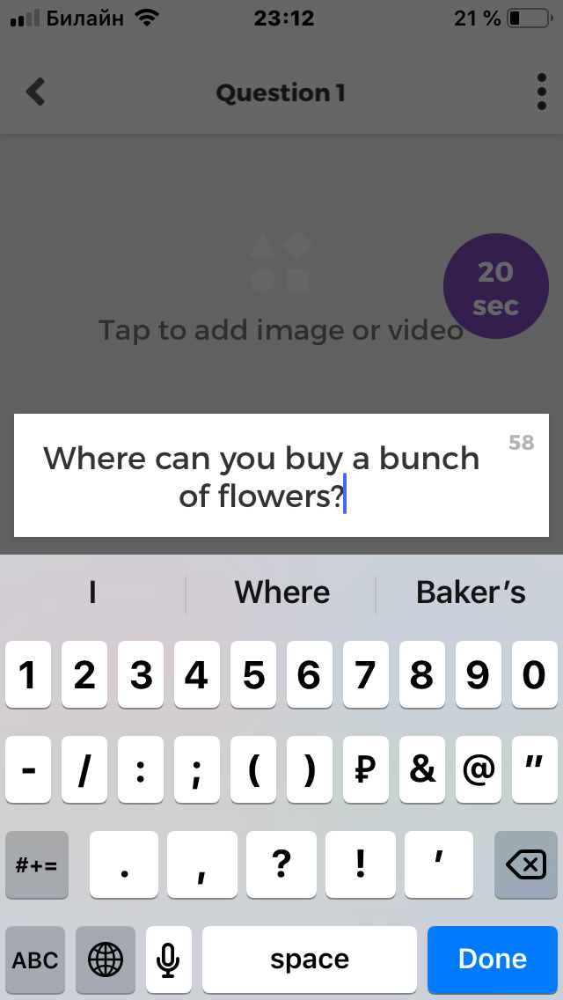 Билайн 23:12 21 %
Question 1
20
sec
Tap to add image or video
58
Where can you buy a bunch
of flowers?
I Where Baker's
1 2 3 4 5 6 7 8 9 0
- / : ; ( ) ₽ & @ "
#+= . , ? ! '
ABC space Done